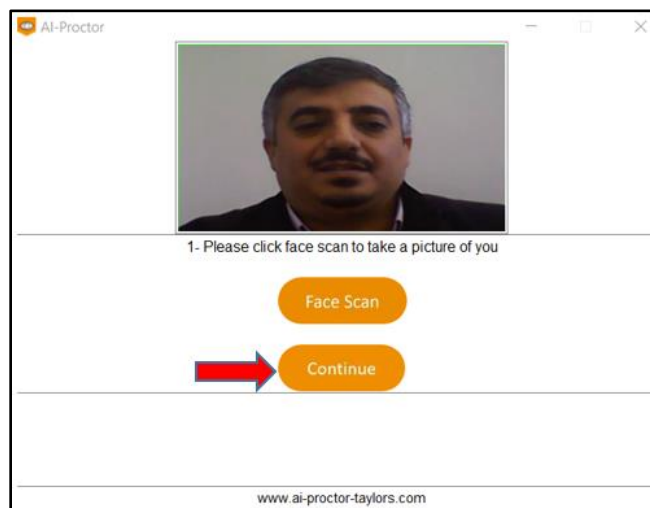 AI-Proctor
1- Please click face scan to take a picture of you
Face Scan
Continue
www.ai-proctor-taylors.com